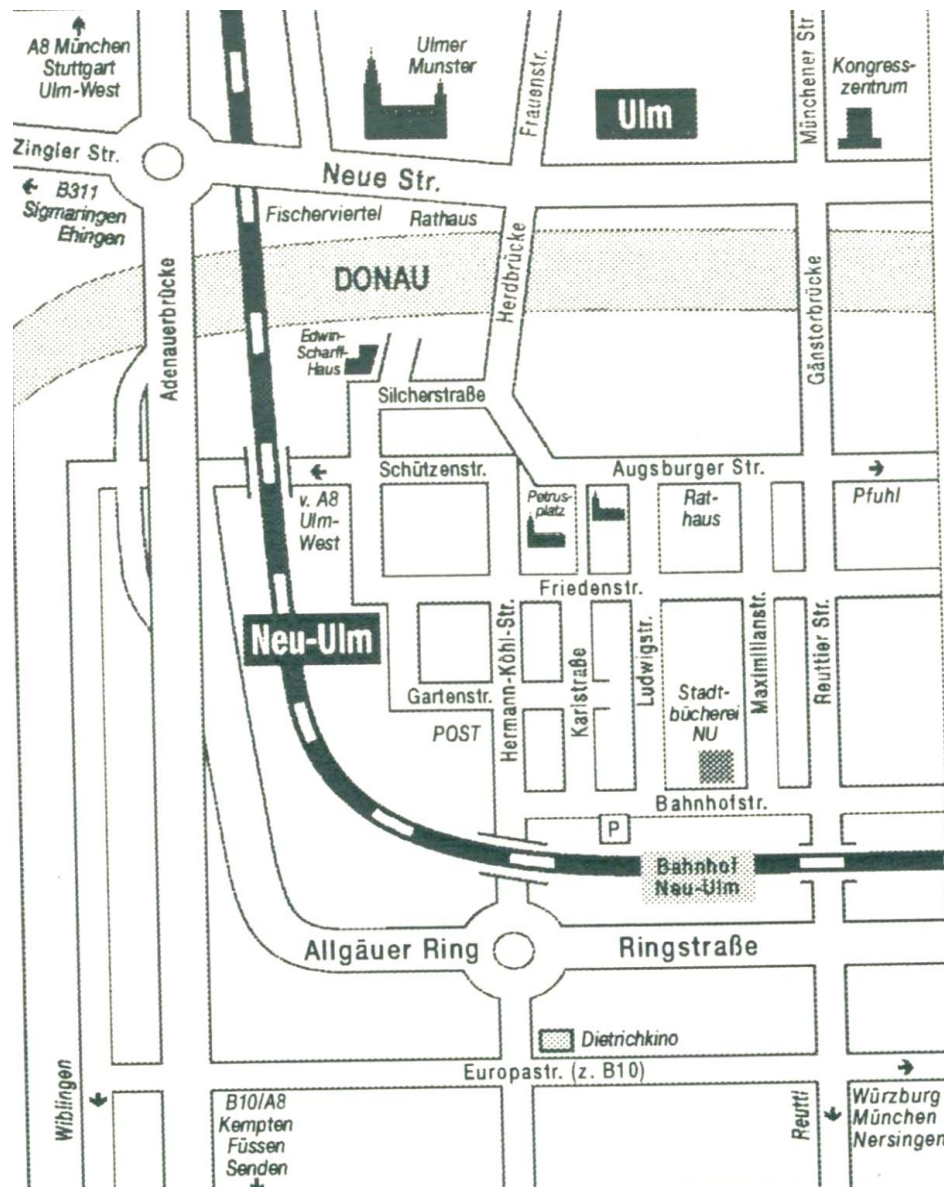 A8 München
Stuttgart
Ulm-West
Ulmer
Munster
Frauenstr.
Ulm
Münchener Str.
Kongress-
zentrum
Zingler Str.
Neue Str.
B311
Sigmaringen
Ehingen
Fischerviertel
Rathaus
DONAU
Adenauerbrücke
Herdbrücke
Gänstorbrücke
Edwin-
Scharff-
Haus
Silcherstraße
Schützenstr.
Augsburger Str.
v. A8
Ulm-
West
Petrus-
platz
Rat-
haus
Pfuhl
Friedenstr.
Neu-Ulm
Hermann-Köhl-Str.
Karlstraße
Ludwigstr.
Maximilianstr.
Reuttier Str.
Gartenstr.
POST
Stadt-
bücherei
NU
Bahnhofstr.
P
Bahnhof
Neu-Ulm
Allgäuer Ring
Ringstraße
Dietrichkino
Europastr. (z. B10)
Wiblingen
B10/A8
Kempten
Füssen
Senden
Reutti
Würzburg
München
Nersingen